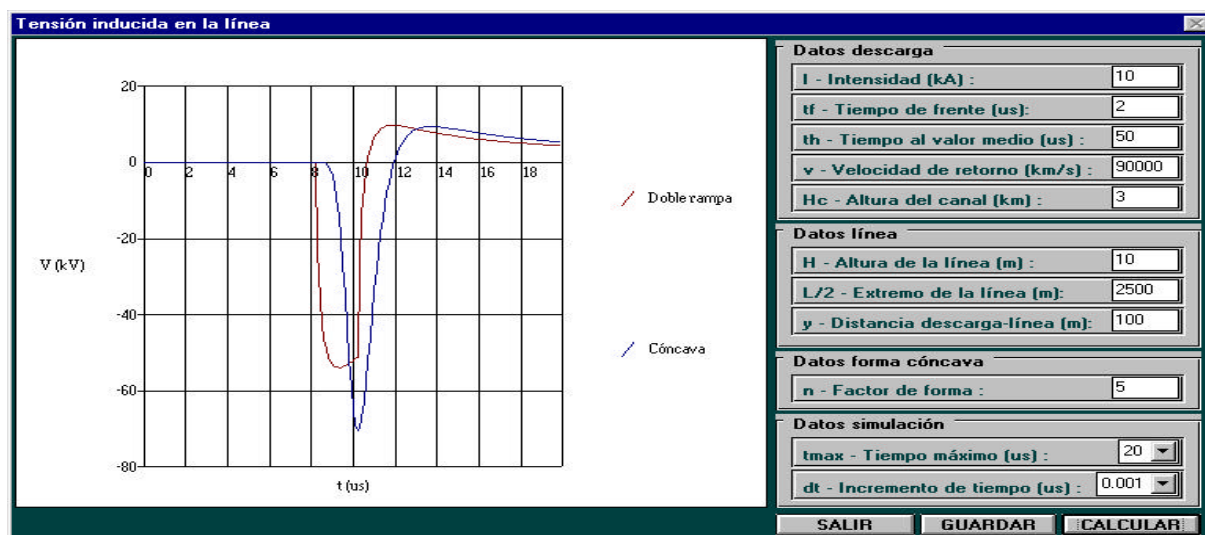 Tensión inducida en la línea
20
0
-20
-40
-60
-80
0 2 4 6 8 10 12 14 16 18
V (kV)
t (us)
Doble rampa
Cóncava
Datos descarga
I - Intensidad (kA) : 10
tf - Tiempo de frente (us): 2
th - Tiempo al valor medio (us) : 50
v - Velocidad de retorno (km/s) : 90000
Hc - Altura del canal (km) : 3
Datos línea
H - Altura de la línea (m) : 10
L/2 - Extremo de la línea (m): 2500
y - Distancia descarga-línea (m): 100
Datos forma cóncava
n - Factor de forma : 5
Datos simulación
tmax - Tiempo máximo (us) : 20
dt - Incremento de tiempo (us) : 0.001
SALIR GUARDAR CALCULAR